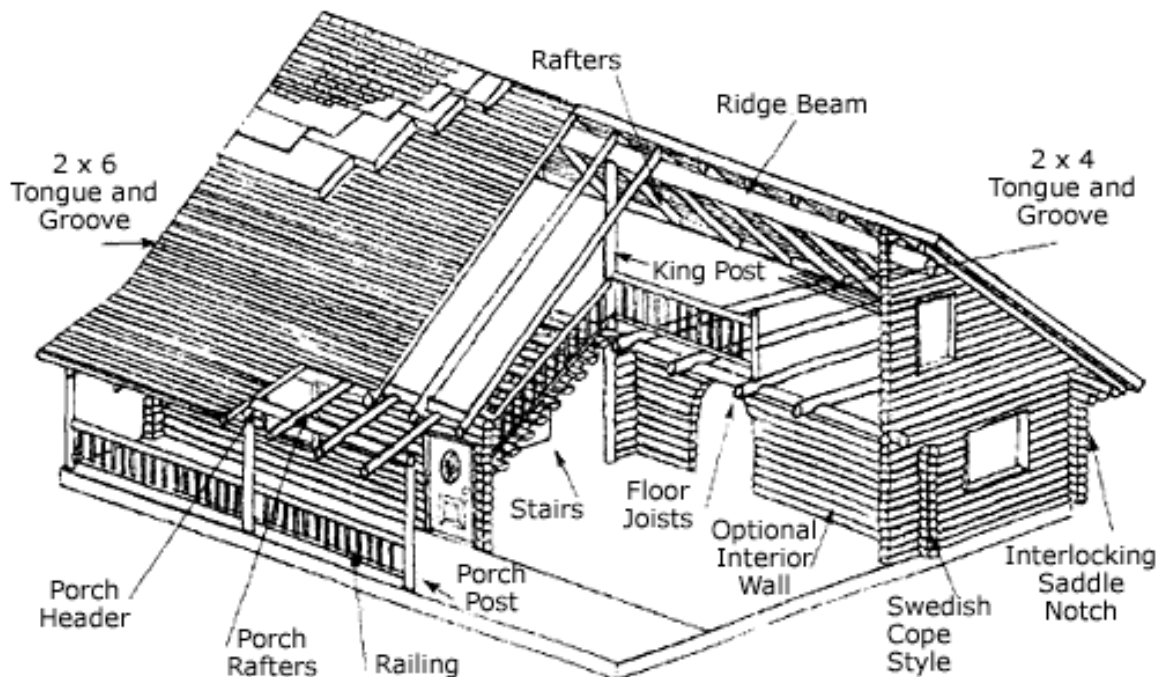 Rafters
Ridge Beam
2 x 6
Tongue and
Groove
2 x 4
Tongue and
Groove
King Post
Stairs
Floor
Joists
Optional
Interior
Wall
Interlocking
Saddle
Notch
Porch
Header
Porch
Post
Swedish
Cope
Style
Porch
Rafters
Railing